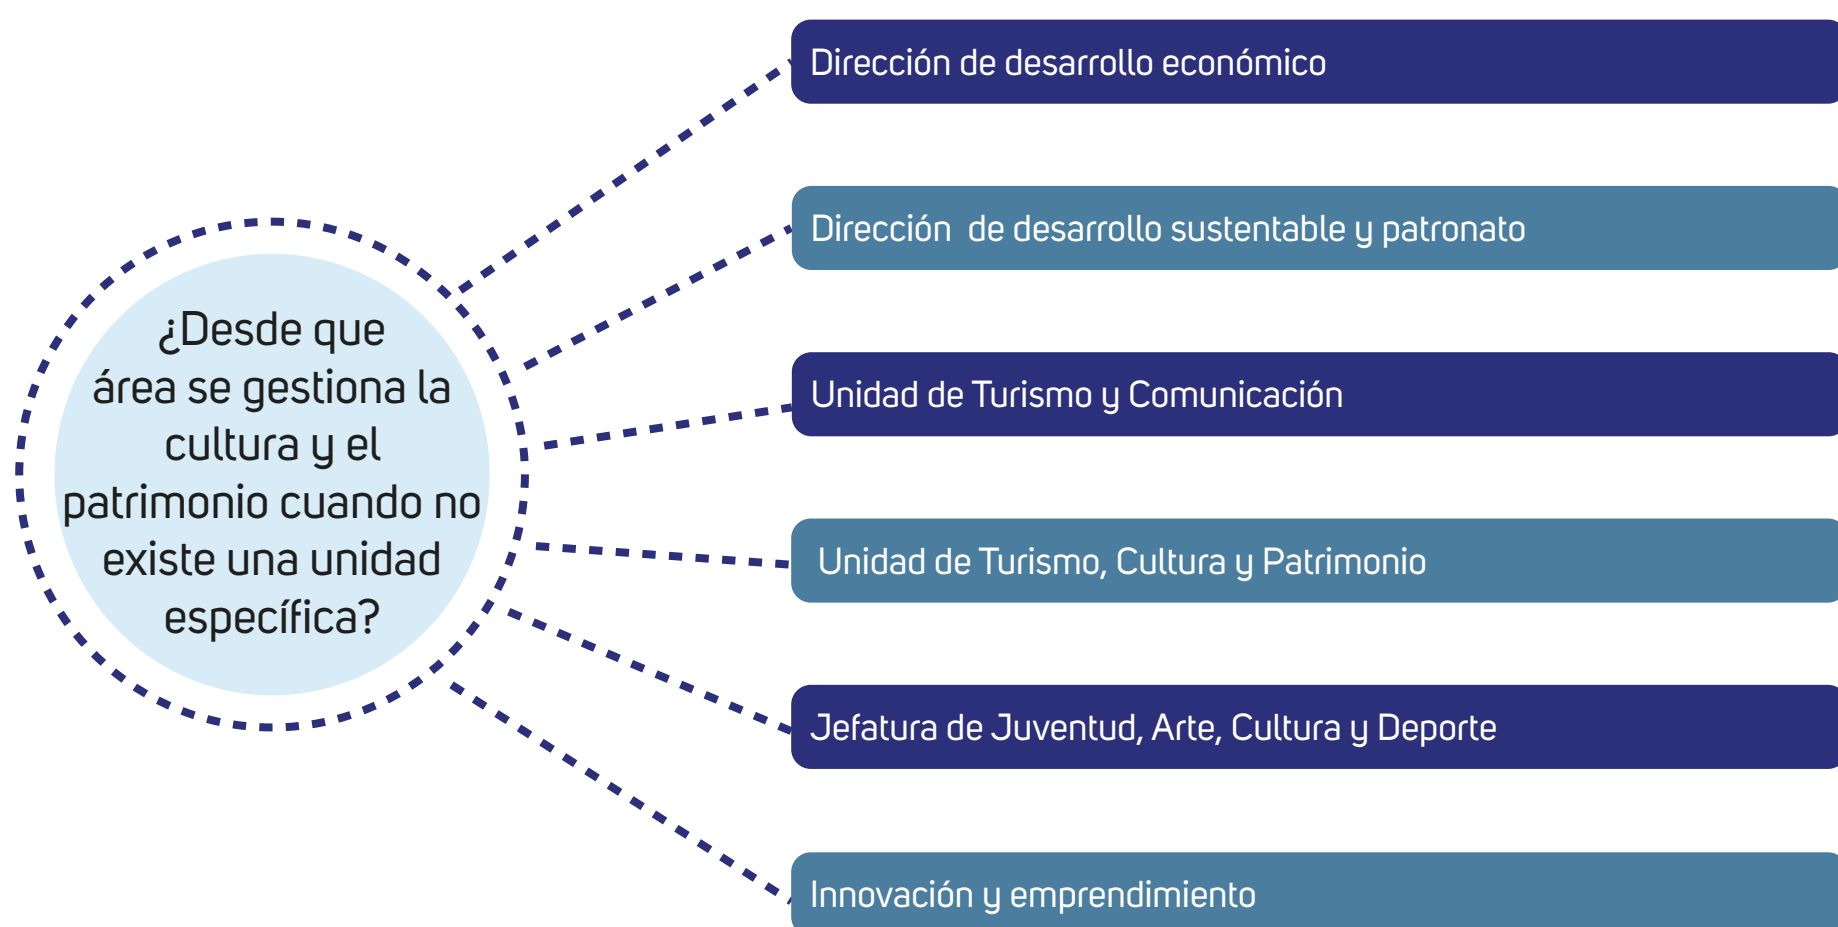 ¿Desde que
área se gestiona la
cultura y el
patrimonio cuando no
existe una unidad
específica?
Dirección de desarrollo económico
Dirección  de desarrollo sustentable y patronato
Unidad de Turismo y Comunicación
Unidad de Turismo, Cultura y Patrimonio
Jefatura de Juventud, Arte, Cultura y Deporte
Innovación y emprendimiento